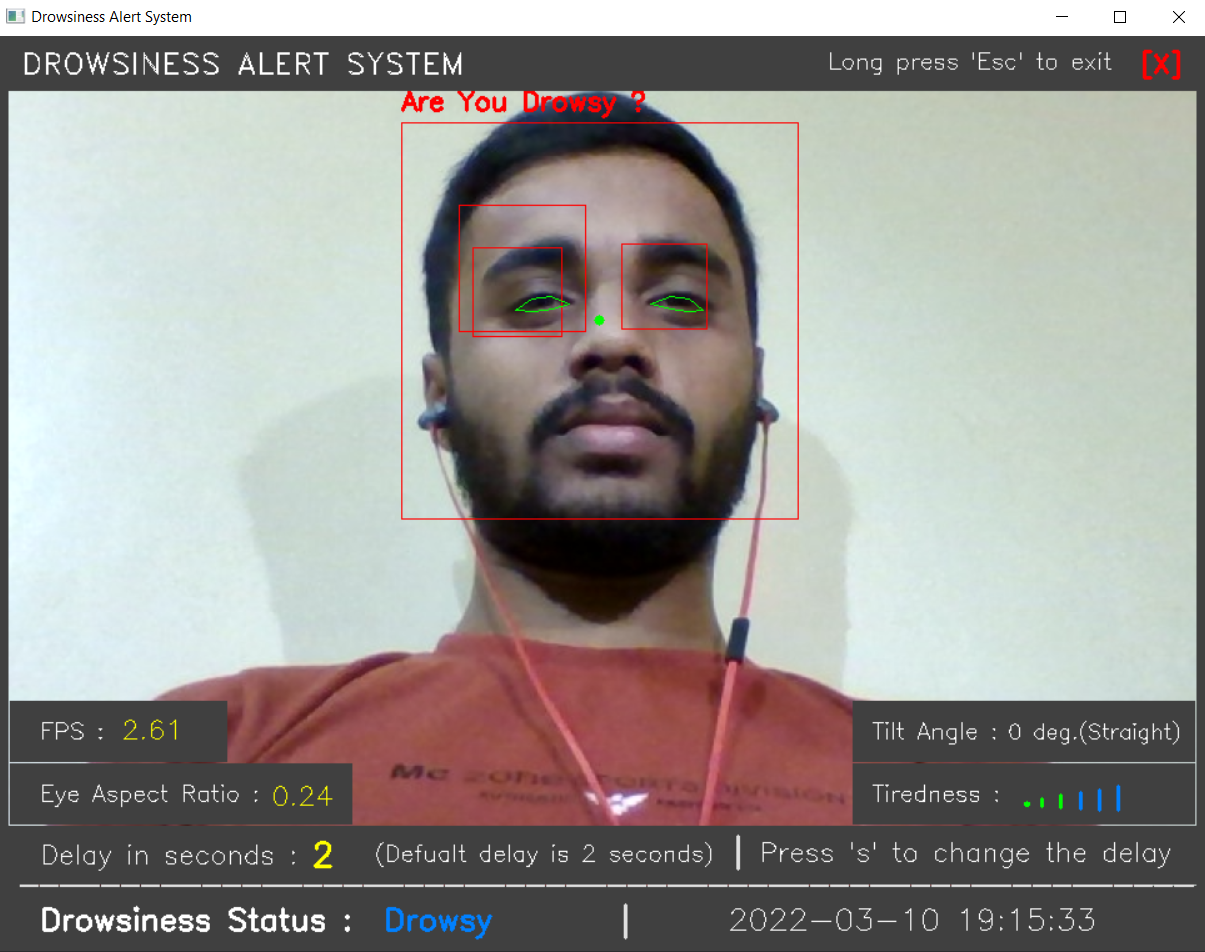 Drowsiness Alert System
DROWSINESS ALERT SYSTEM
Long press 'Esc' to exit [X]
Are You Drowsy ?
FPS : 2.61
Tilt Angle : 0 deg.(Straight)
Eye Aspect Ratio : 0.24
Tiredness :
Mc
Delay in seconds : 2 (Defualt delay is 2 seconds) | Press 's' to change the delay
Drowsiness Status : Drowsy | 2022-03-10 19:15:33